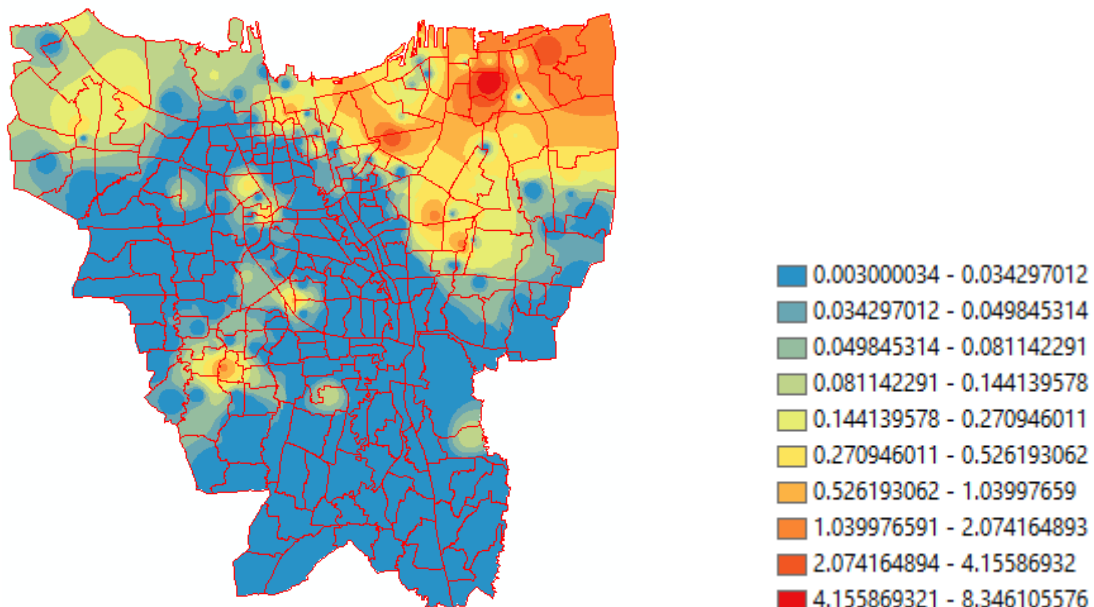 0.003000034 - 0.034297012
0.034297012 - 0.049845314
0.049845314 - 0.081142291
0.081142291 - 0.144139578
0.144139578 - 0.270946011
0.270946011 - 0.526193062
0.526193062 - 1.03997659
1.039976591 - 2.074164893
2.074164894 - 4.15586932
4.155869321 - 8.346105576